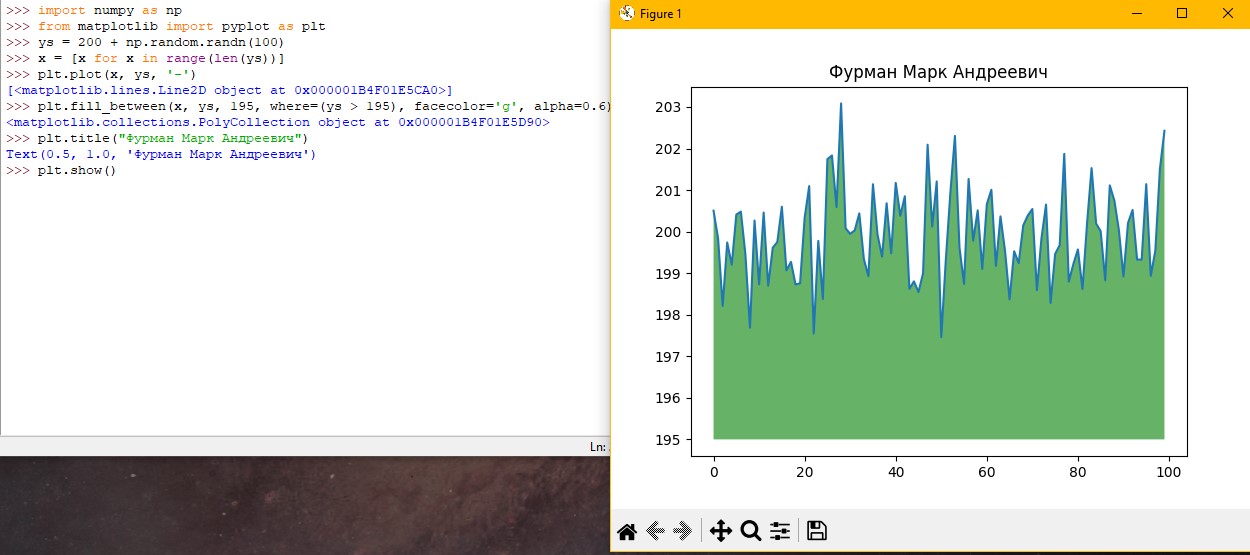 >>> import numpy as np
>>> from matplotlib import pyplot as plt
>>> ys = 200 + np.random.randn(100)
>>> x = [x for x in range(len(ys))]
>>> plt.plot(x, ys, '-')
[<matplotlib.lines.Line2D object at 0x000001B4F01E5CA0>]
>>> plt.fill_between(x, ys, 195, where=(ys > 195), facecolor='g', alpha=0.6)
<matplotlib.collections.PolyCollection object at 0x000001B4F01E5D90>
>>> plt.title("Фурман Марк Андреевич")
Text(0.5, 1.0, 'Фурман Марк Андреевич')
>>> plt.show()
Ln:
Figure 1
Фурман Марк Андреевич
203
202
201
200
199
198
197
196
195
0 20 40 60 80 100